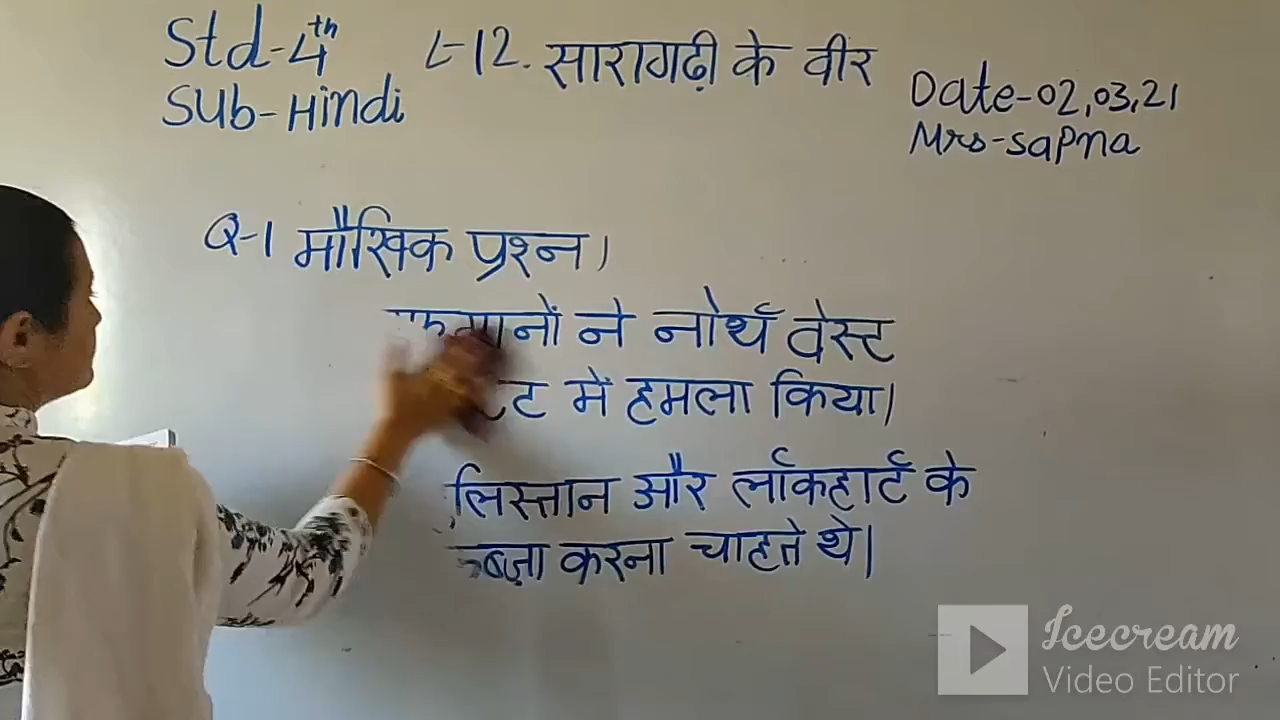 Std-4th
Sub-Hindi
L-12. सारागढ़ी के वीर
Date-02,03,21
Mrs-Sapna
Q-1 मौखिक प्रश्न।
ने नोर्थ वेस्ट
में हमला किया।
और लॉकहार्ट के
करना चाहते थे।
Icecream
Video Editor